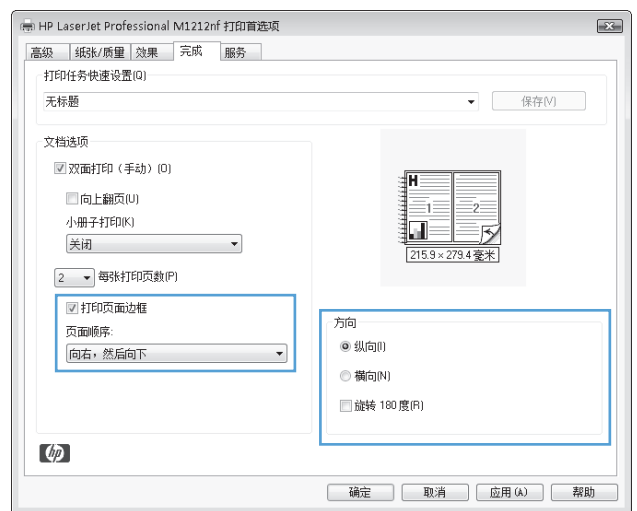 HP LaserJet Professional M1212nf 打印首选项
高级 纸张/质量 效果 完成 服务
打印任务快速设置(Q)
无标题
保存(V)
文档选项
双面打印（手动）(O)
向上翻页(U)
小册子打印(K)
关闭
2 每张打印页数(P)
打印页面边框
页面顺序:
向右，然后向下
H
1 2
215.9 × 279.4 毫米
方向
纵向(I)
横向(N)
旋转 180 度(R)
hp
确定 取消 应用(A) 帮助